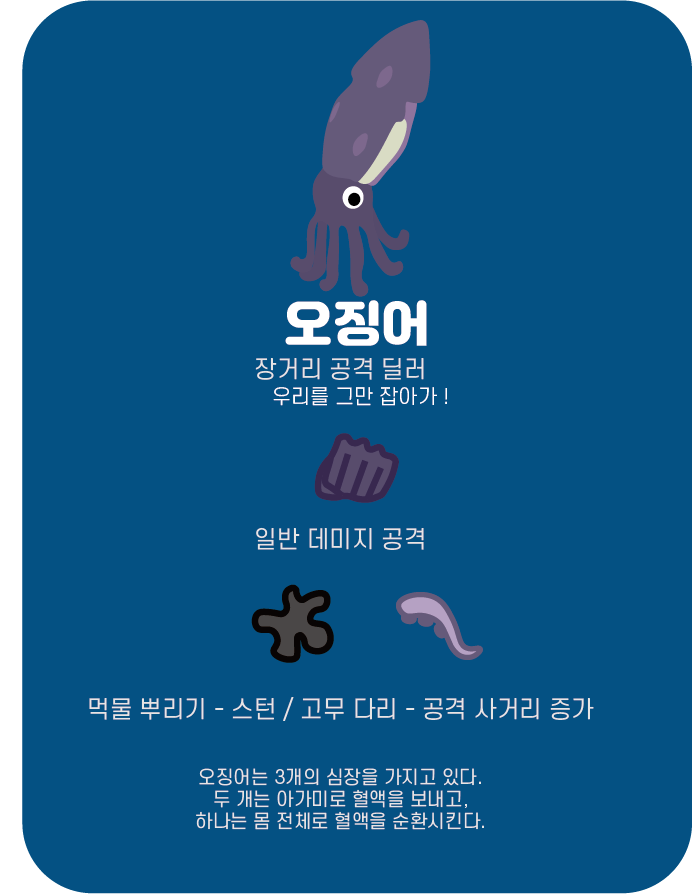 오징어
장거리 공격 딜러
우리를 그만 잡아가 !
일반 데미지 공격
먹물 뿌리기 - 스턴 / 고무 다리 - 공격 사거리 증가
오징어는 3개의 심장을 가지고 있다.
두 개는 아가미로 혈액을 보내고,
하나는 몸 전체로 혈액을 순환시킨다.